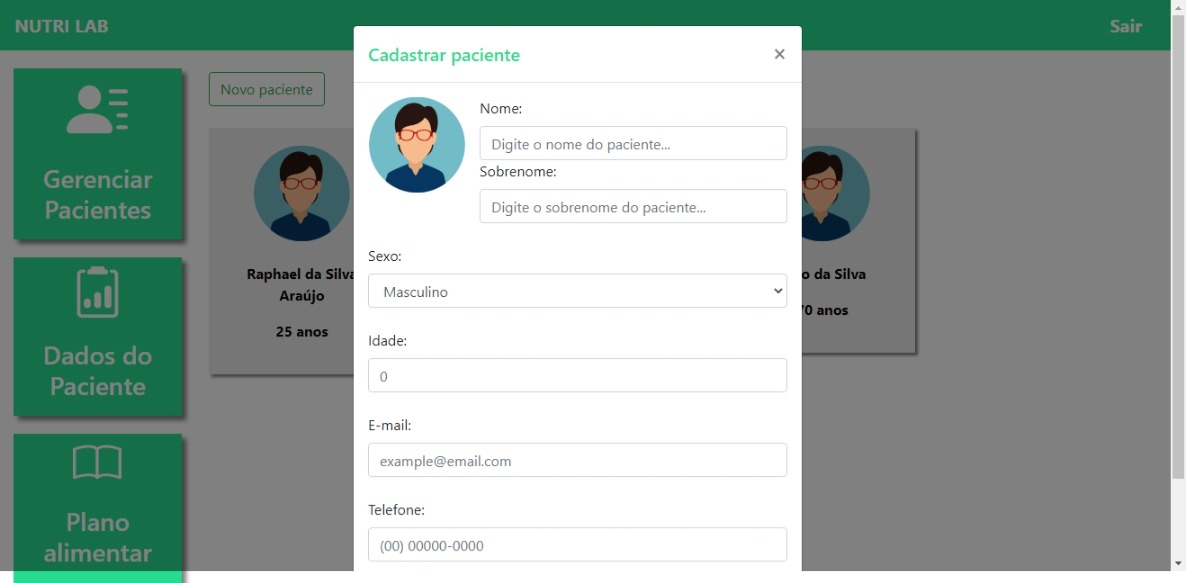 NUTRI LAB
Sair
Gerenciar
Pacientes
Dados do
Paciente
Plano
alimentar
Novo paciente
Raphael da Silva
Araújo
25 anos
o da Silva
70 anos
Cadastrar paciente
×
Nome:
Digite o nome do paciente...
Sobrenome:
Digite o sobrenome do paciente...
Sexo:
Masculino
Idade:
0
E-mail:
example@email.com
Telefone:
(00) 00000-0000